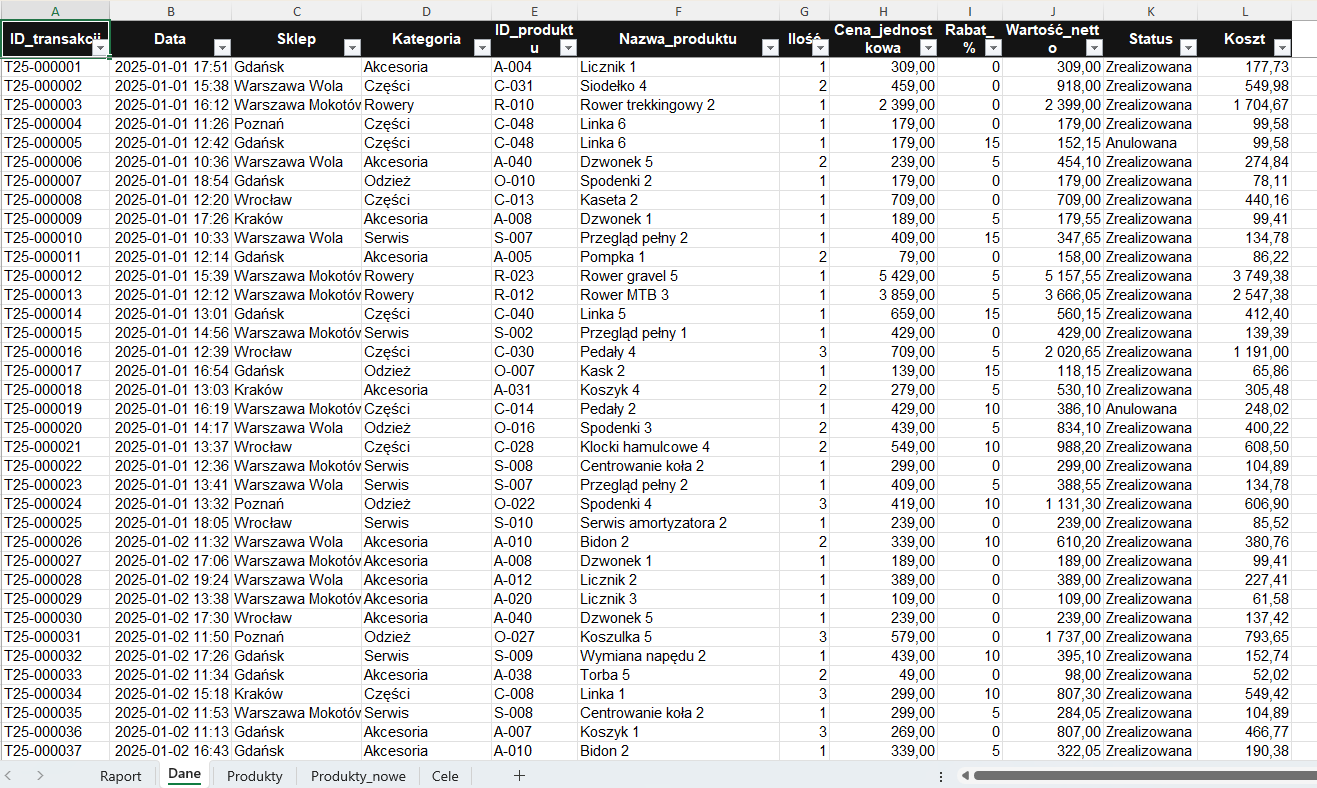 A B C D E F G H I J K L
ID_transakcji Data Sklep Kategoria ID_produktu Nazwa_produktu Ilość Cena_jednostkowa Rabat_% Wartość_netto Status Koszt
T25-000001 2025-01-01 17:51 Gdańsk Akcesoria A-004 Licznik 1 1 309,00 0 309,00 Zrealizowana 177,73
T25-000002 2025-01-01 15:38 Warszawa Wola Części C-031 Siodełko 4 2 459,00 0 918,00 Zrealizowana 549,98
T25-000003 2025-01-01 16:12 Warszawa Mokotów Rowery R-010 Rower trekkingowy 2 1 2 399,00 0 2 399,00 Zrealizowana 1 704,67
T25-000004 2025-01-01 11:26 Poznań Części C-048 Linka 6 1 179,00 0 179,00 Zrealizowana 99,58
T25-000005 2025-01-01 12:42 Gdańsk Części C-048 Linka 6 1 179,00 15 152,15 Anulowana 99,58
T25-000006 2025-01-01 10:36 Warszawa Wola Akcesoria A-040 Dzwonek 5 2 239,00 5 454,10 Zrealizowana 274,84
T25-000007 2025-01-01 18:54 Gdańsk Odzież O-010 Spodenki 2 1 179,00 0 179,00 Zrealizowana 78,11
T25-000008 2025-01-01 12:20 Wrocław Części C-013 Kaseta 2 1 709,00 0 709,00 Zrealizowana 440,16
T25-000009 2025-01-01 17:26 Kraków Akcesoria A-008 Dzwonek 1 1 189,00 5 179,55 Zrealizowana 99,41
T25-000010 2025-01-01 10:33 Warszawa Wola Serwis S-007 Przegląd pełny 2 1 409,00 15 347,65 Zrealizowana 134,78
T25-000011 2025-01-01 12:14 Gdańsk Akcesoria A-005 Pompka 1 2 79,00 0 158,00 Zrealizowana 86,22
T25-000012 2025-01-01 15:39 Warszawa Mokotów Rowery R-023 Rower gravel 5 1 5 429,00 5 5 157,55 Zrealizowana 3 749,38
T25-000013 2025-01-01 12:12 Warszawa Mokotów Rowery R-012 Rower MTB 3 1 3 859,00 5 3 666,05 Zrealizowana 2 547,38
T25-000014 2025-01-01 13:01 Gdańsk Części C-040 Linka 5 1 659,00 15 560,15 Zrealizowana 412,40
T25-000015 2025-01-01 14:56 Warszawa Mokotów Serwis S-002 Przegląd pełny 1 1 429,00 0 429,00 Zrealizowana 139,39
T25-000016 2025-01-01 12:39 Wrocław Części C-030 Pedały 4 3 709,00 5 2 020,65 Zrealizowana 1 191,00
T25-000017 2025-01-01 16:54 Gdańsk Odzież O-007 Kask 2 1 139,00 15 118,15 Zrealizowana 65,86
T25-000018 2025-01-01 13:03 Kraków Akcesoria A-031 Koszyk 4 2 279,00 5 530,10 Zrealizowana 305,48
T25-000019 2025-01-01 16:19 Warszawa Mokotów Części C-014 Pedały 2 1 429,00 10 386,10 Anulowana 248,02
T25-000020 2025-01-01 14:17 Warszawa Wola Odzież O-016 Spodenki 3 2 439,00 5 834,10 Zrealizowana 400,22
T25-000021 2025-01-01 13:37 Wrocław Części C-028 Klocki hamulcowe 4 2 549,00 10 988,20 Zrealizowana 608,50
T25-000022 2025-01-01 12:36 Warszawa Mokotów Serwis S-008 Centrowanie koła 2 1 299,00 0 299,00 Zrealizowana 104,89
T25-000023 2025-01-01 13:41 Warszawa Wola Serwis S-007 Przegląd pełny 2 1 409,00 5 388,55 Zrealizowana 134,78
T25-000024 2025-01-01 13:32 Poznań Odzież O-022 Spodenki 4 3 419,00 10 1 131,30 Zrealizowana 606,90
T25-000025 2025-01-01 18:05 Wrocław Serwis S-010 Serwis amortyzatora 2 1 239,00 0 239,00 Zrealizowana 85,52
T25-000026 2025-01-02 11:32 Warszawa Wola Akcesoria A-010 Bidon 2 2 339,00 10 610,20 Zrealizowana 380,76
T25-000027 2025-01-02 17:06 Warszawa Mokotów Akcesoria A-008 Dzwonek 1 1 189,00 0 189,00 Zrealizowana 99,41
T25-000028 2025-01-02 19:24 Warszawa Wola Akcesoria A-012 Licznik 2 1 389,00 0 389,00 Zrealizowana 227,41
T25-000029 2025-01-02 13:38 Warszawa Mokotów Akcesoria A-020 Licznik 3 1 109,00 0 109,00 Zrealizowana 61,58
T25-000030 2025-01-02 17:30 Wrocław Akcesoria A-040 Dzwonek 5 1 239,00 0 239,00 Zrealizowana 137,42
T25-000031 2025-01-02 11:50 Poznań Odzież O-027 Koszulka 5 3 579,00 0 1 737,00 Zrealizowana 793,65
T25-000032 2025-01-02 17:26 Gdańsk Serwis S-009 Wymiana napędu 2 1 439,00 10 395,10 Zrealizowana 152,74
T25-000033 2025-01-02 11:34 Gdańsk Akcesoria A-038 Torba 5 2 49,00 0 98,00 Zrealizowana 52,02
T25-000034 2025-01-02 15:18 Kraków Części C-008 Linka 1 3 299,00 10 807,30 Zrealizowana 549,42
T25-000035 2025-01-02 11:53 Warszawa Mokotów Serwis S-008 Centrowanie koła 2 1 299,00 5 284,05 Zrealizowana 104,89
T25-000036 2025-01-02 11:13 Gdańsk Akcesoria A-007 Koszyk 1 3 269,00 0 807,00 Zrealizowana 466,77
T25-000037 2025-01-02 16:43 Gdańsk Akcesoria A-010 Bidon 2 1 339,00 5 322,05 Zrealizowana 190,38
Raport Dane Produkty Produkty_nowe Cele